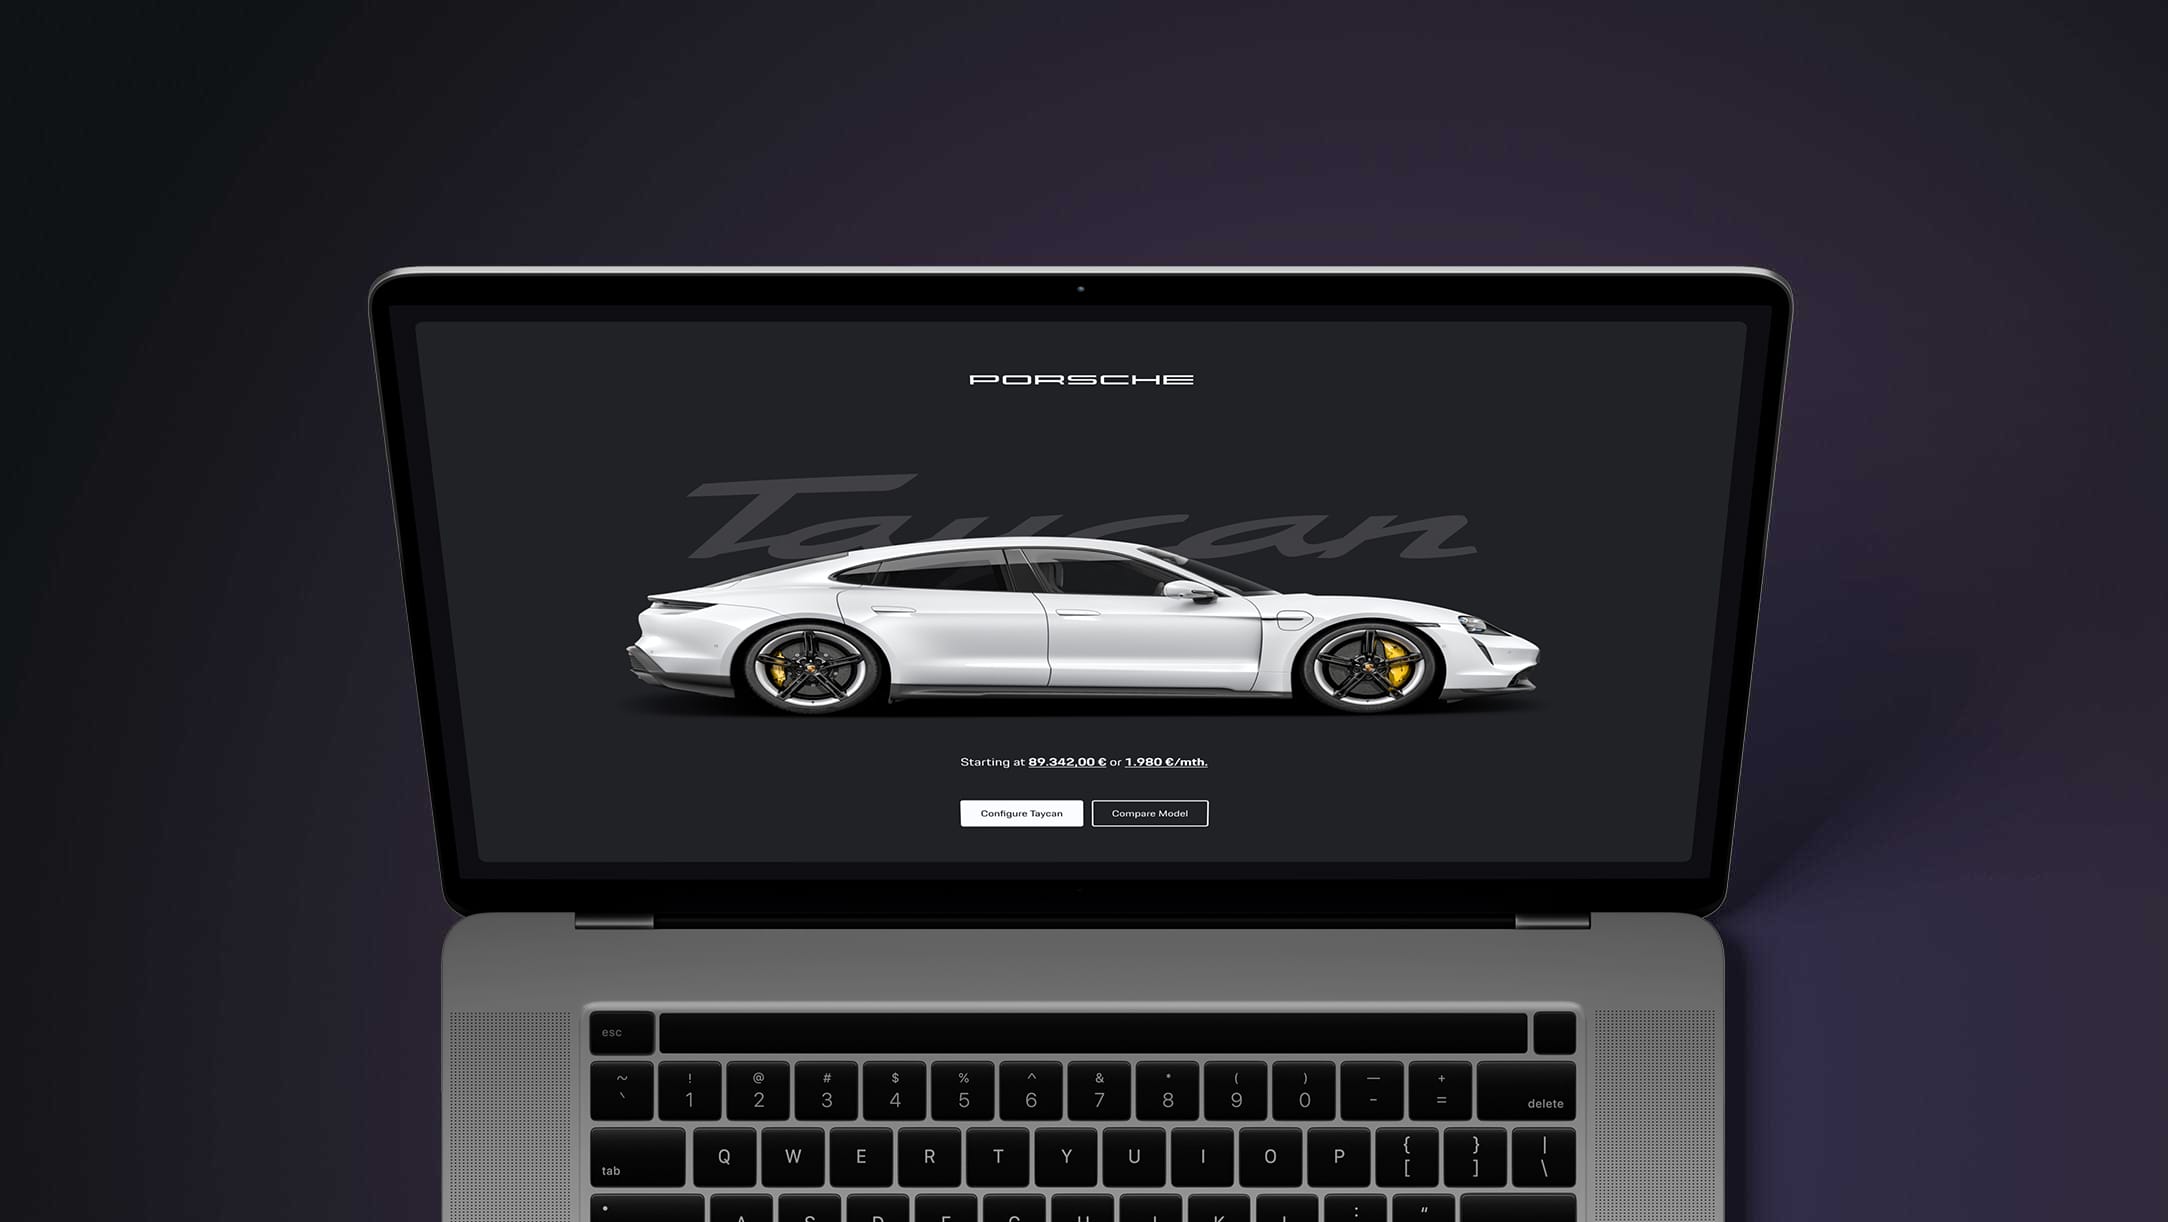 PORSCHE
Taycan
Starting at 89.342,00 € or 1.980 €/mth.
Configure Taycan
Compare Model
esc
~ ! @ # $ % ^ & * ( ) — +
` 1 2 3 4 5 6 7 8 9 0 - = delete
{ } |
tab Q W E R T Y U I O P [ ] \
: “